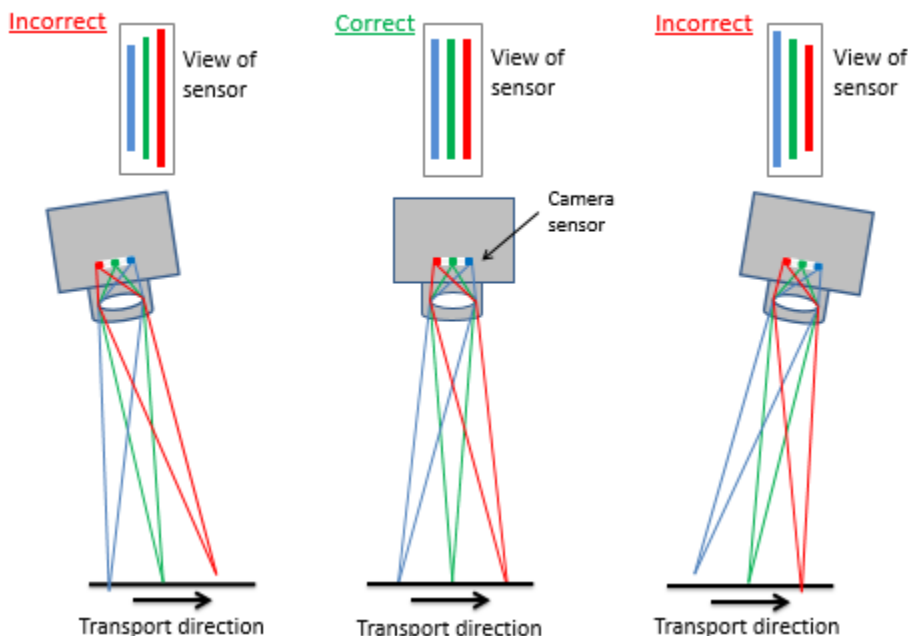 Incorrect
View of
sensor
Correct
View of
sensor
Incorrect
View of
sensor
Camera
sensor
Transport direction
Transport direction
Transport direction